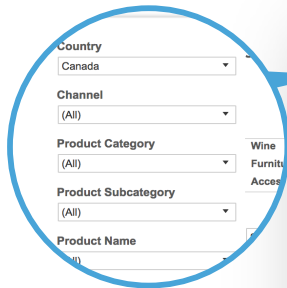 Country
Canada
Channel
(All)
Product Category
(All)
Wine
Product Subcategory
(All)
Product Name